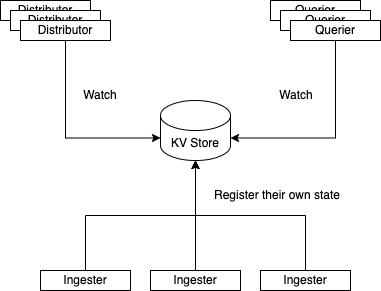 Distributor
Distributor
Distributor
Querier
Querier
Querier
Watch
Watch
KV Store
Register their own state
Ingester
Ingester
Ingester